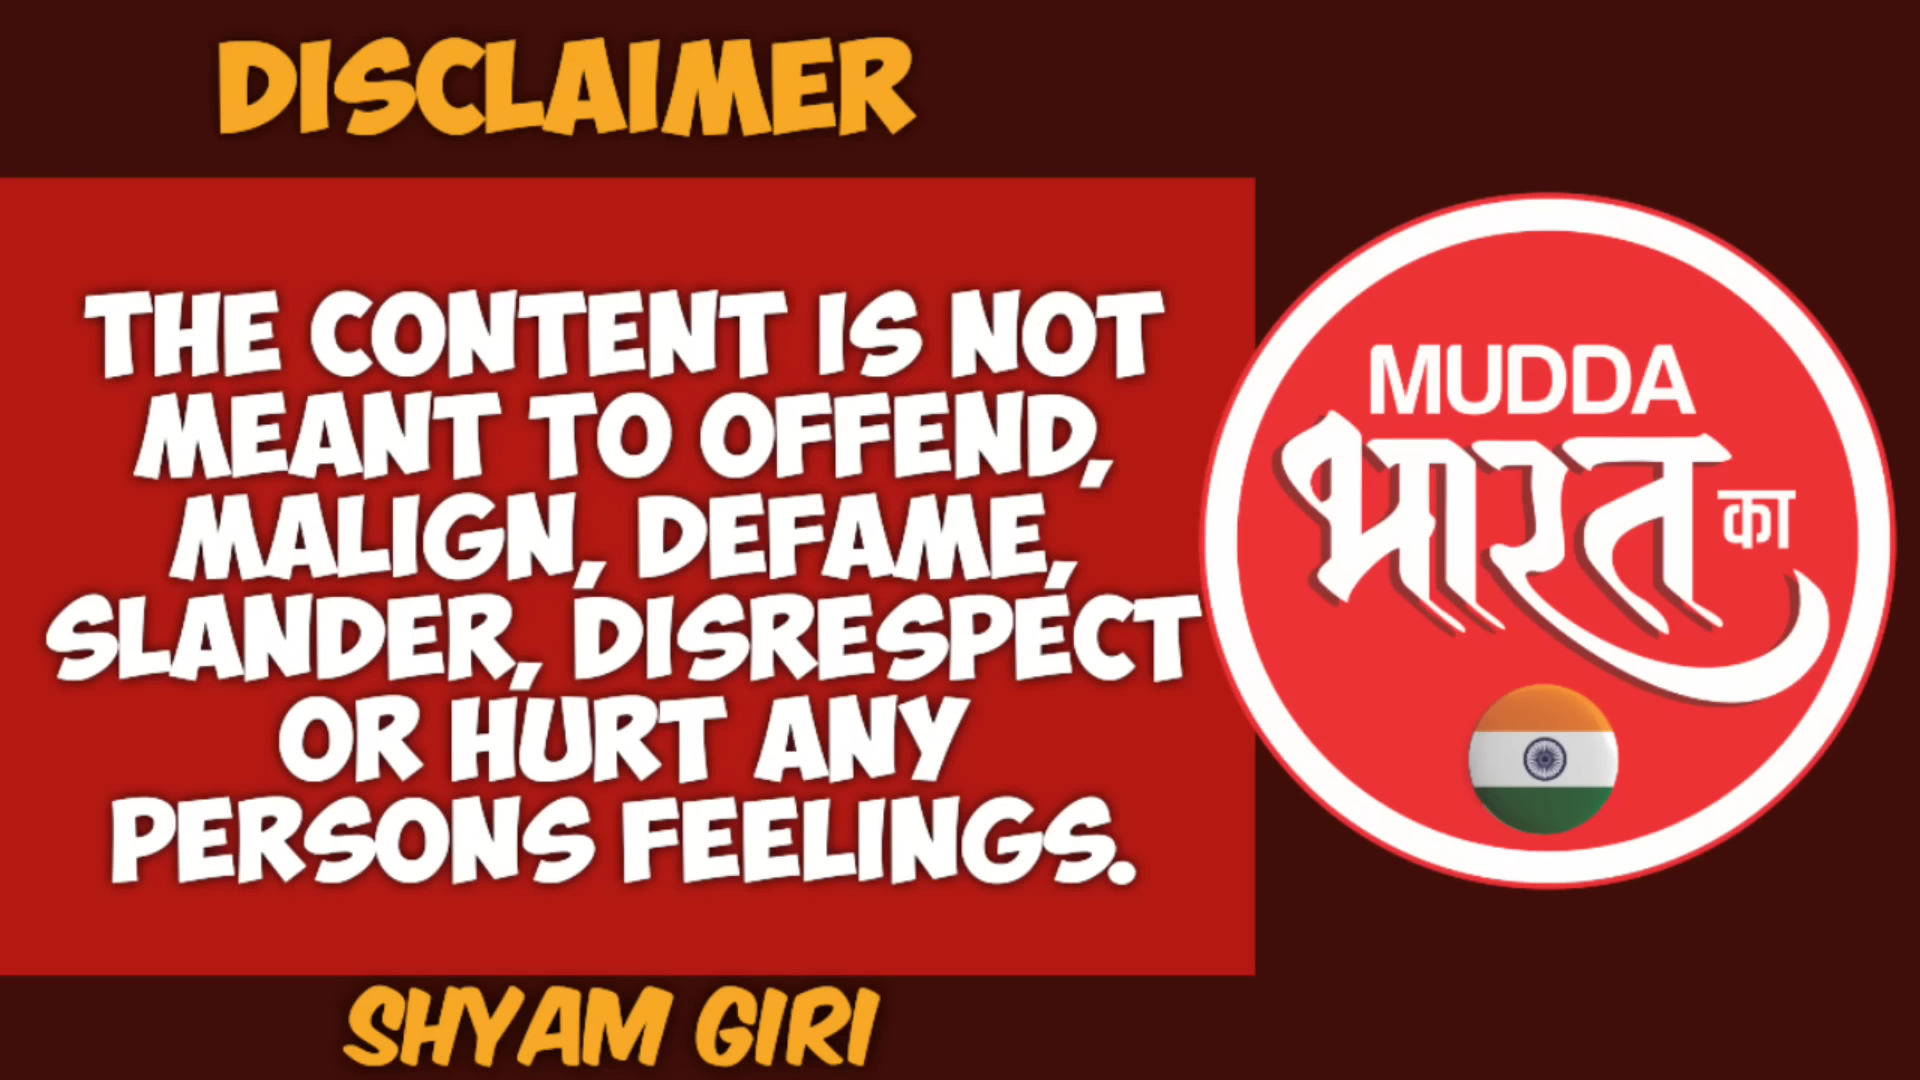 DISCLAIMER
THE CONTENT IS NOT
MEANT TO OFFEND,
MALIGN, DEFAME,
SLANDER, DISRESPECT
OR HURT ANY
PERSONS FEELINGS.
SHYAM GIRI
MUDDA
भारत का